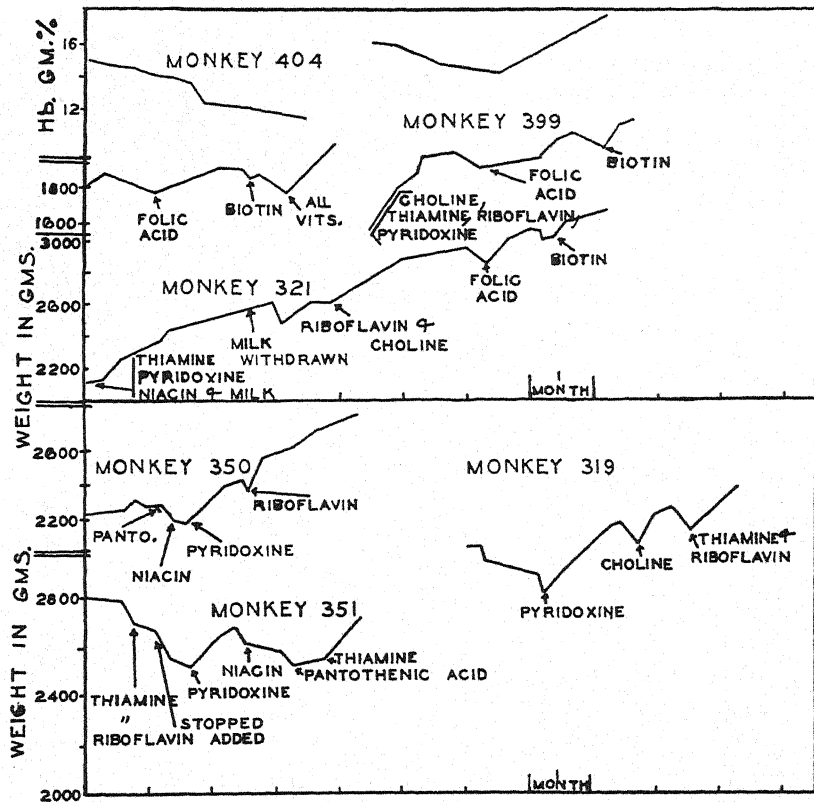 Hb. GM.%
16
12
MONKEY 404
MONKEY 399
1800
1600
FOLIC
ACID
BIOTIN
ALL
VITS.
CHOLINE,
THIAMINE, RIBOFLAVIN,
PYRIDOXINE,
FOLIC
ACID
BIOTIN
WEIGHT IN GMS.
3000
2600
2200
MONKEY 321
THIAMINE
PYRIDOXINE
NIACIN & MILK
MILK
WITHDRAWN
RIBOFLAVIN &
CHOLINE
FOLIC
ACID
BIOTIN
1
MONTH
WEIGHT IN GMS.
2600
2200
MONKEY 350
PANTO.
NIACIN
PYRIDOXINE
RIBOFLAVIN
MONKEY 319
PYRIDOXINE
CHOLINE
THIAMINE &
RIBOFLAVIN
2800
2400
2000
MONKEY 351
THIAMINE
"
RIBOFLAVIN ADDED
STOPPED
PYRIDOXINE
NIACIN
THIAMINE
PANTOTHENIC ACID
1
MONTH